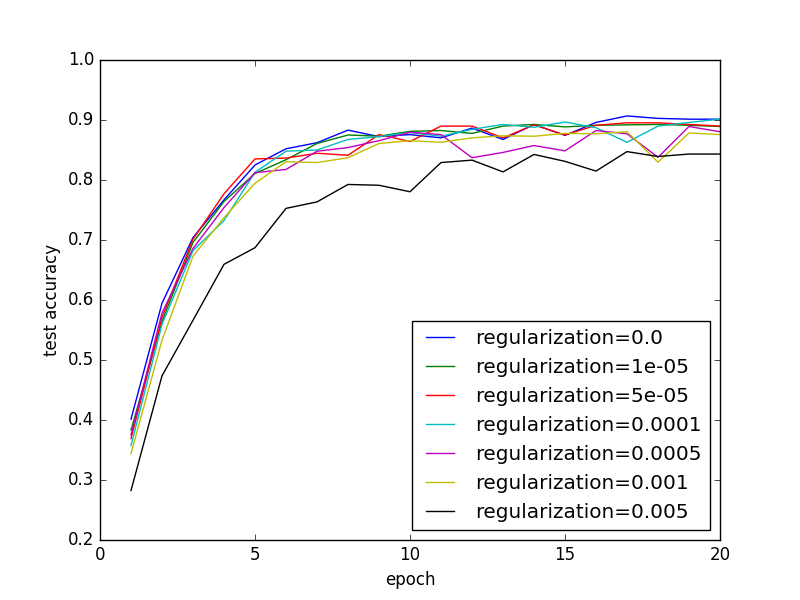 1.0
0.9
0.8
0.7
0.6
0.5
0.4
0.3
0.2
test accuracy
regularization=0.0
regularization=1e-05
regularization=5e-05
regularization=0.0001
regularization=0.0005
regularization=0.001
regularization=0.005
0 5 10 15 20
epoch